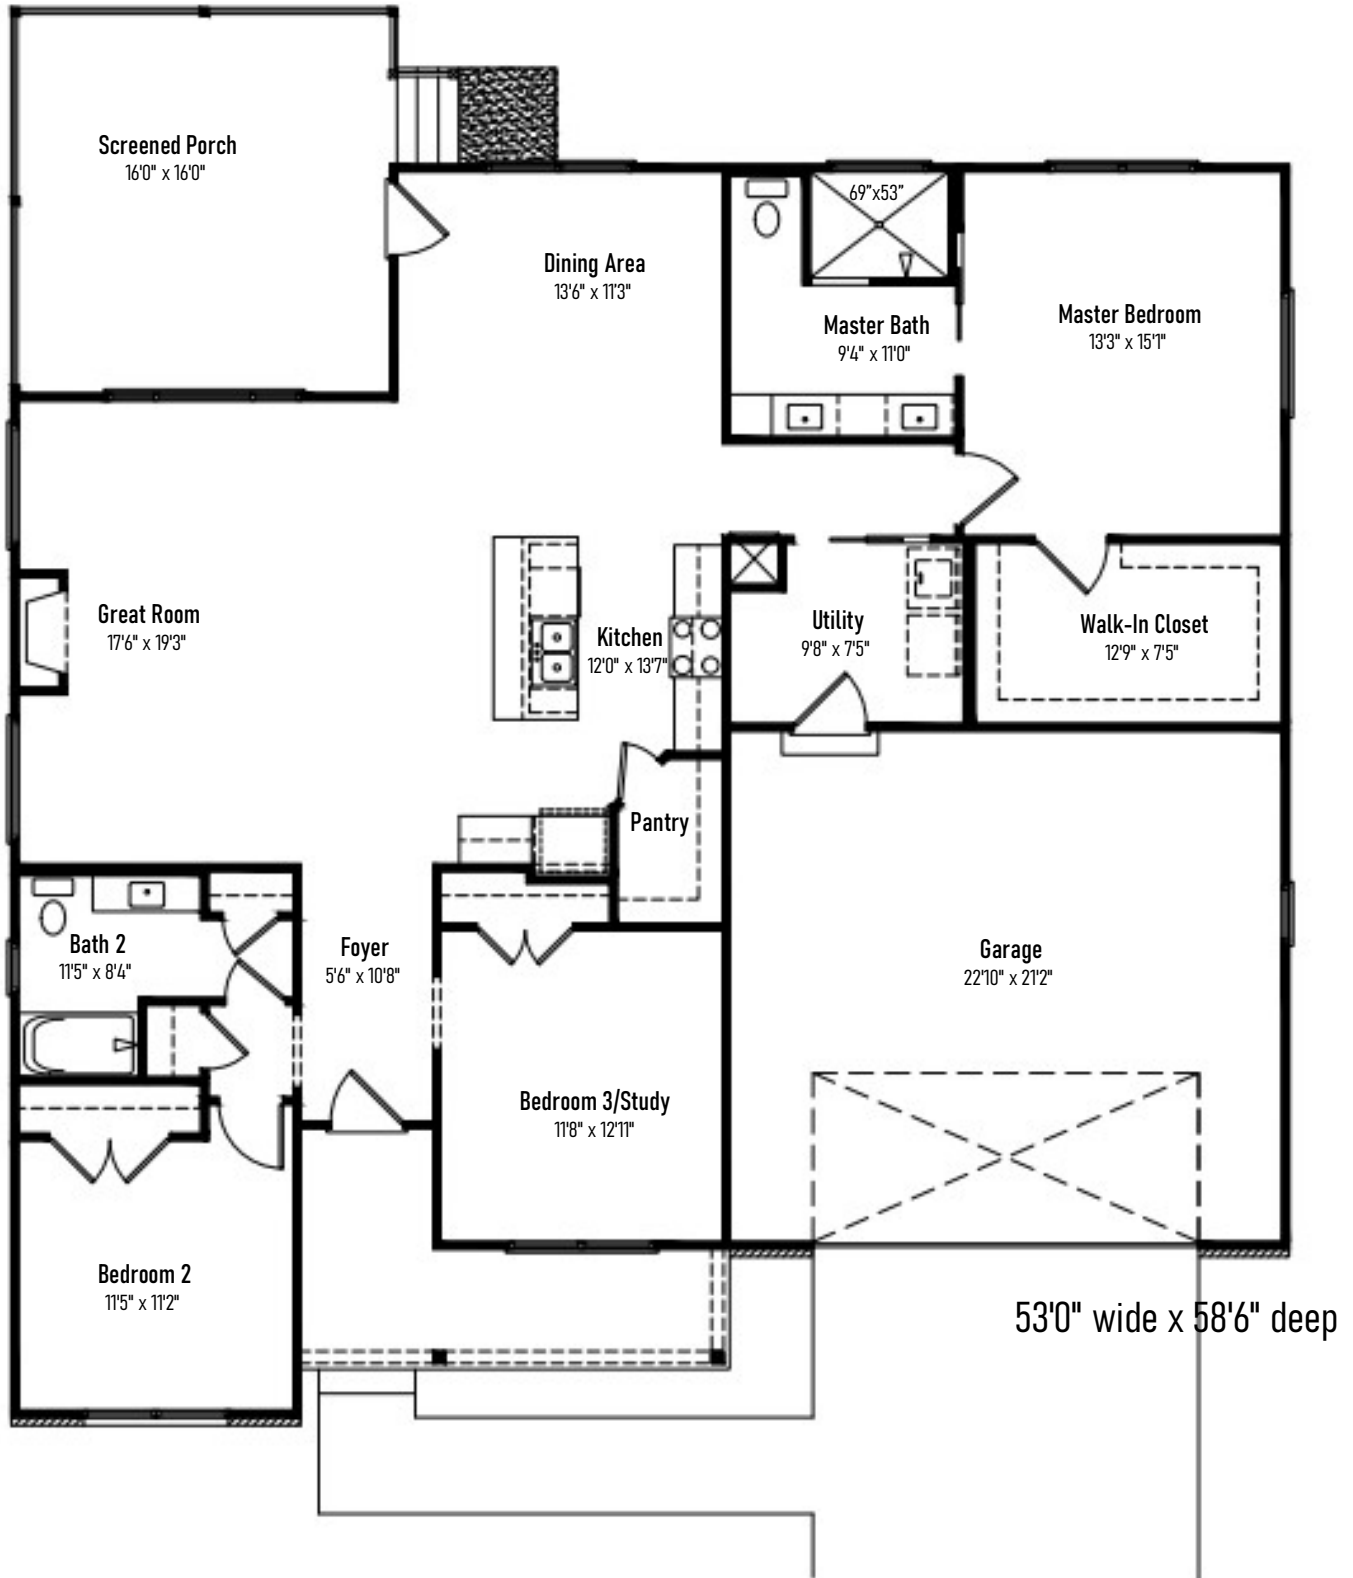 Screened Porch
16'0" x 16'0"
69"x53"
Dining Area
13'6" x 11'3"
Master Bath
9'4" x 11'0"
Master Bedroom
13'3" x 15'1"
Great Room
17'6" x 19'3"
Kitchen
12'0" x 13'7"
Utility
9'8" x 7'5"
Walk-In Closet
12'9" x 7'5"
Pantry
Bath 2
11'5" x 8'4"
Foyer
5'6" x 10'8"
Garage
22'10" x 21'2"
Bedroom 3/Study
11'8" x 12'11"
Bedroom 2
11'5" x 11'2"
53'0" wide x 58'6" deep